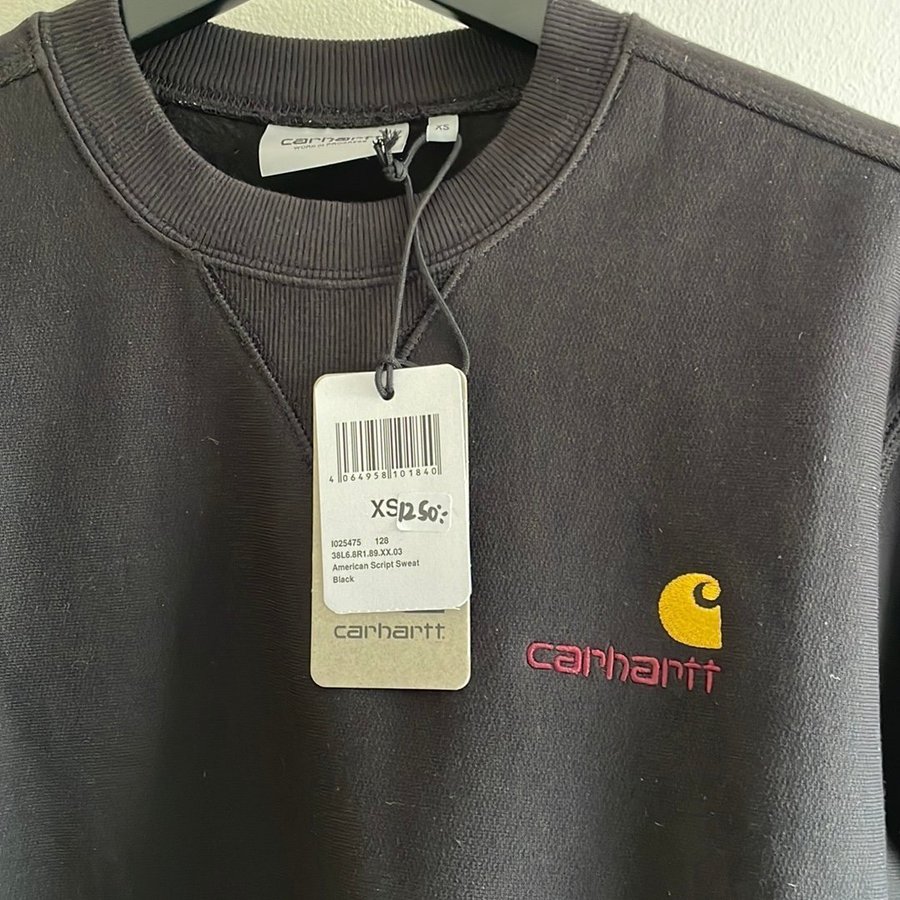 carhartt
WORK IN PROGRESS
XS
4 064958 101840
XS 1250:-
I025475 128
38L6.8R1.89.XX.03
American Script Sweat
Black
carhartt
carhartt